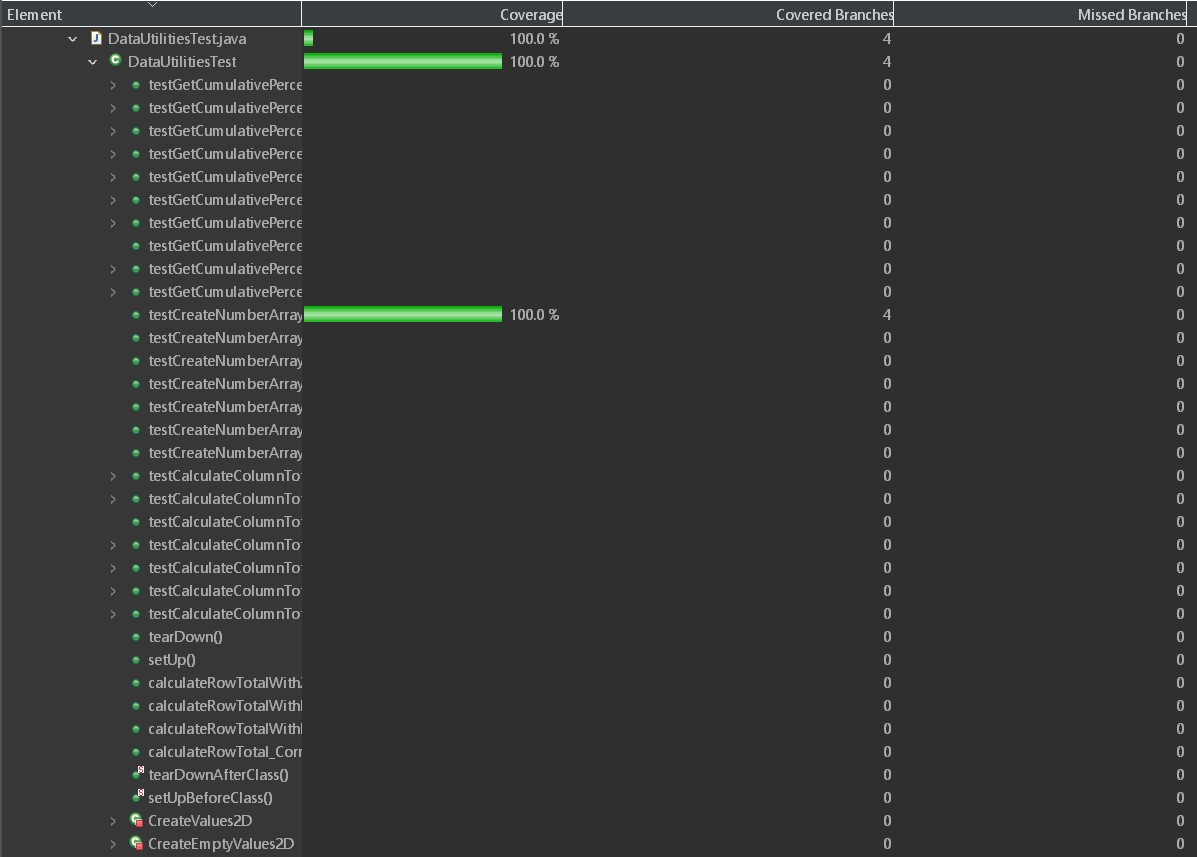 Element Coverage Covered Branches Missed Branches
DataUtilitiesTest.java 100.0 % 4 0
DataUtilitiesTest 100.0 % 4 0
testGetCumulativePerce 0 0
testGetCumulativePerce 0 0
testGetCumulativePerce 0 0
testGetCumulativePerce 0 0
testGetCumulativePerce 0 0
testGetCumulativePerce 0 0
testGetCumulativePerce 0 0
testGetCumulativePerce 0 0
testGetCumulativePerce 0 0
testGetCumulativePerce 0 0
testCreateNumberArray 100.0 % 4 0
testCreateNumberArray 0 0
testCreateNumberArray 0 0
testCreateNumberArray 0 0
testCreateNumberArray 0 0
testCreateNumberArray 0 0
testCreateNumberArray 0 0
testCalculateColumnTo 0 0
testCalculateColumnTo 0 0
testCalculateColumnTo 0 0
testCalculateColumnTo 0 0
testCalculateColumnTo 0 0
testCalculateColumnTo 0 0
testCalculateColumnTo 0 0
tearDown() 0 0
setUp() 0 0
calculateRowTotalWith 0 0
calculateRowTotalWith 0 0
calculateRowTotalWith 0 0
calculateRowTotal_Corr 0 0
tearDownAfterClass() 0 0
setUpBeforeClass() 0 0
CreateValues2D 0 0
CreateEmptyValues2D 0 0